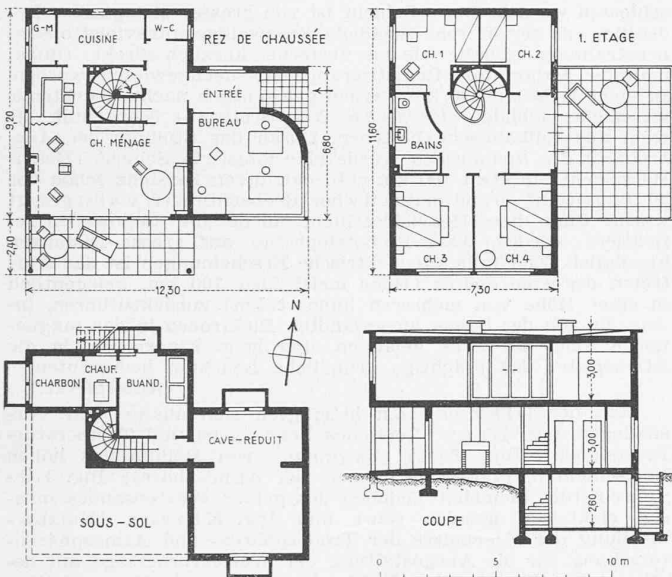 G-M
W-C
REZ DE CHAUSSÉE
ENTRÉE
BUREAU
CH. MÉNAGE
9,20
2,40
6,80
12,30
CH. 1
CH. 2
1. ETAGE
BAINS
CH. 3
CH. 4
11,60
7,30
N
CHARBON
CHAUF.
BUAND.
CAVE-RÉDUIT
SOUS-SOL
COUPE
3,00
3,00
2,60
0
5
10 m